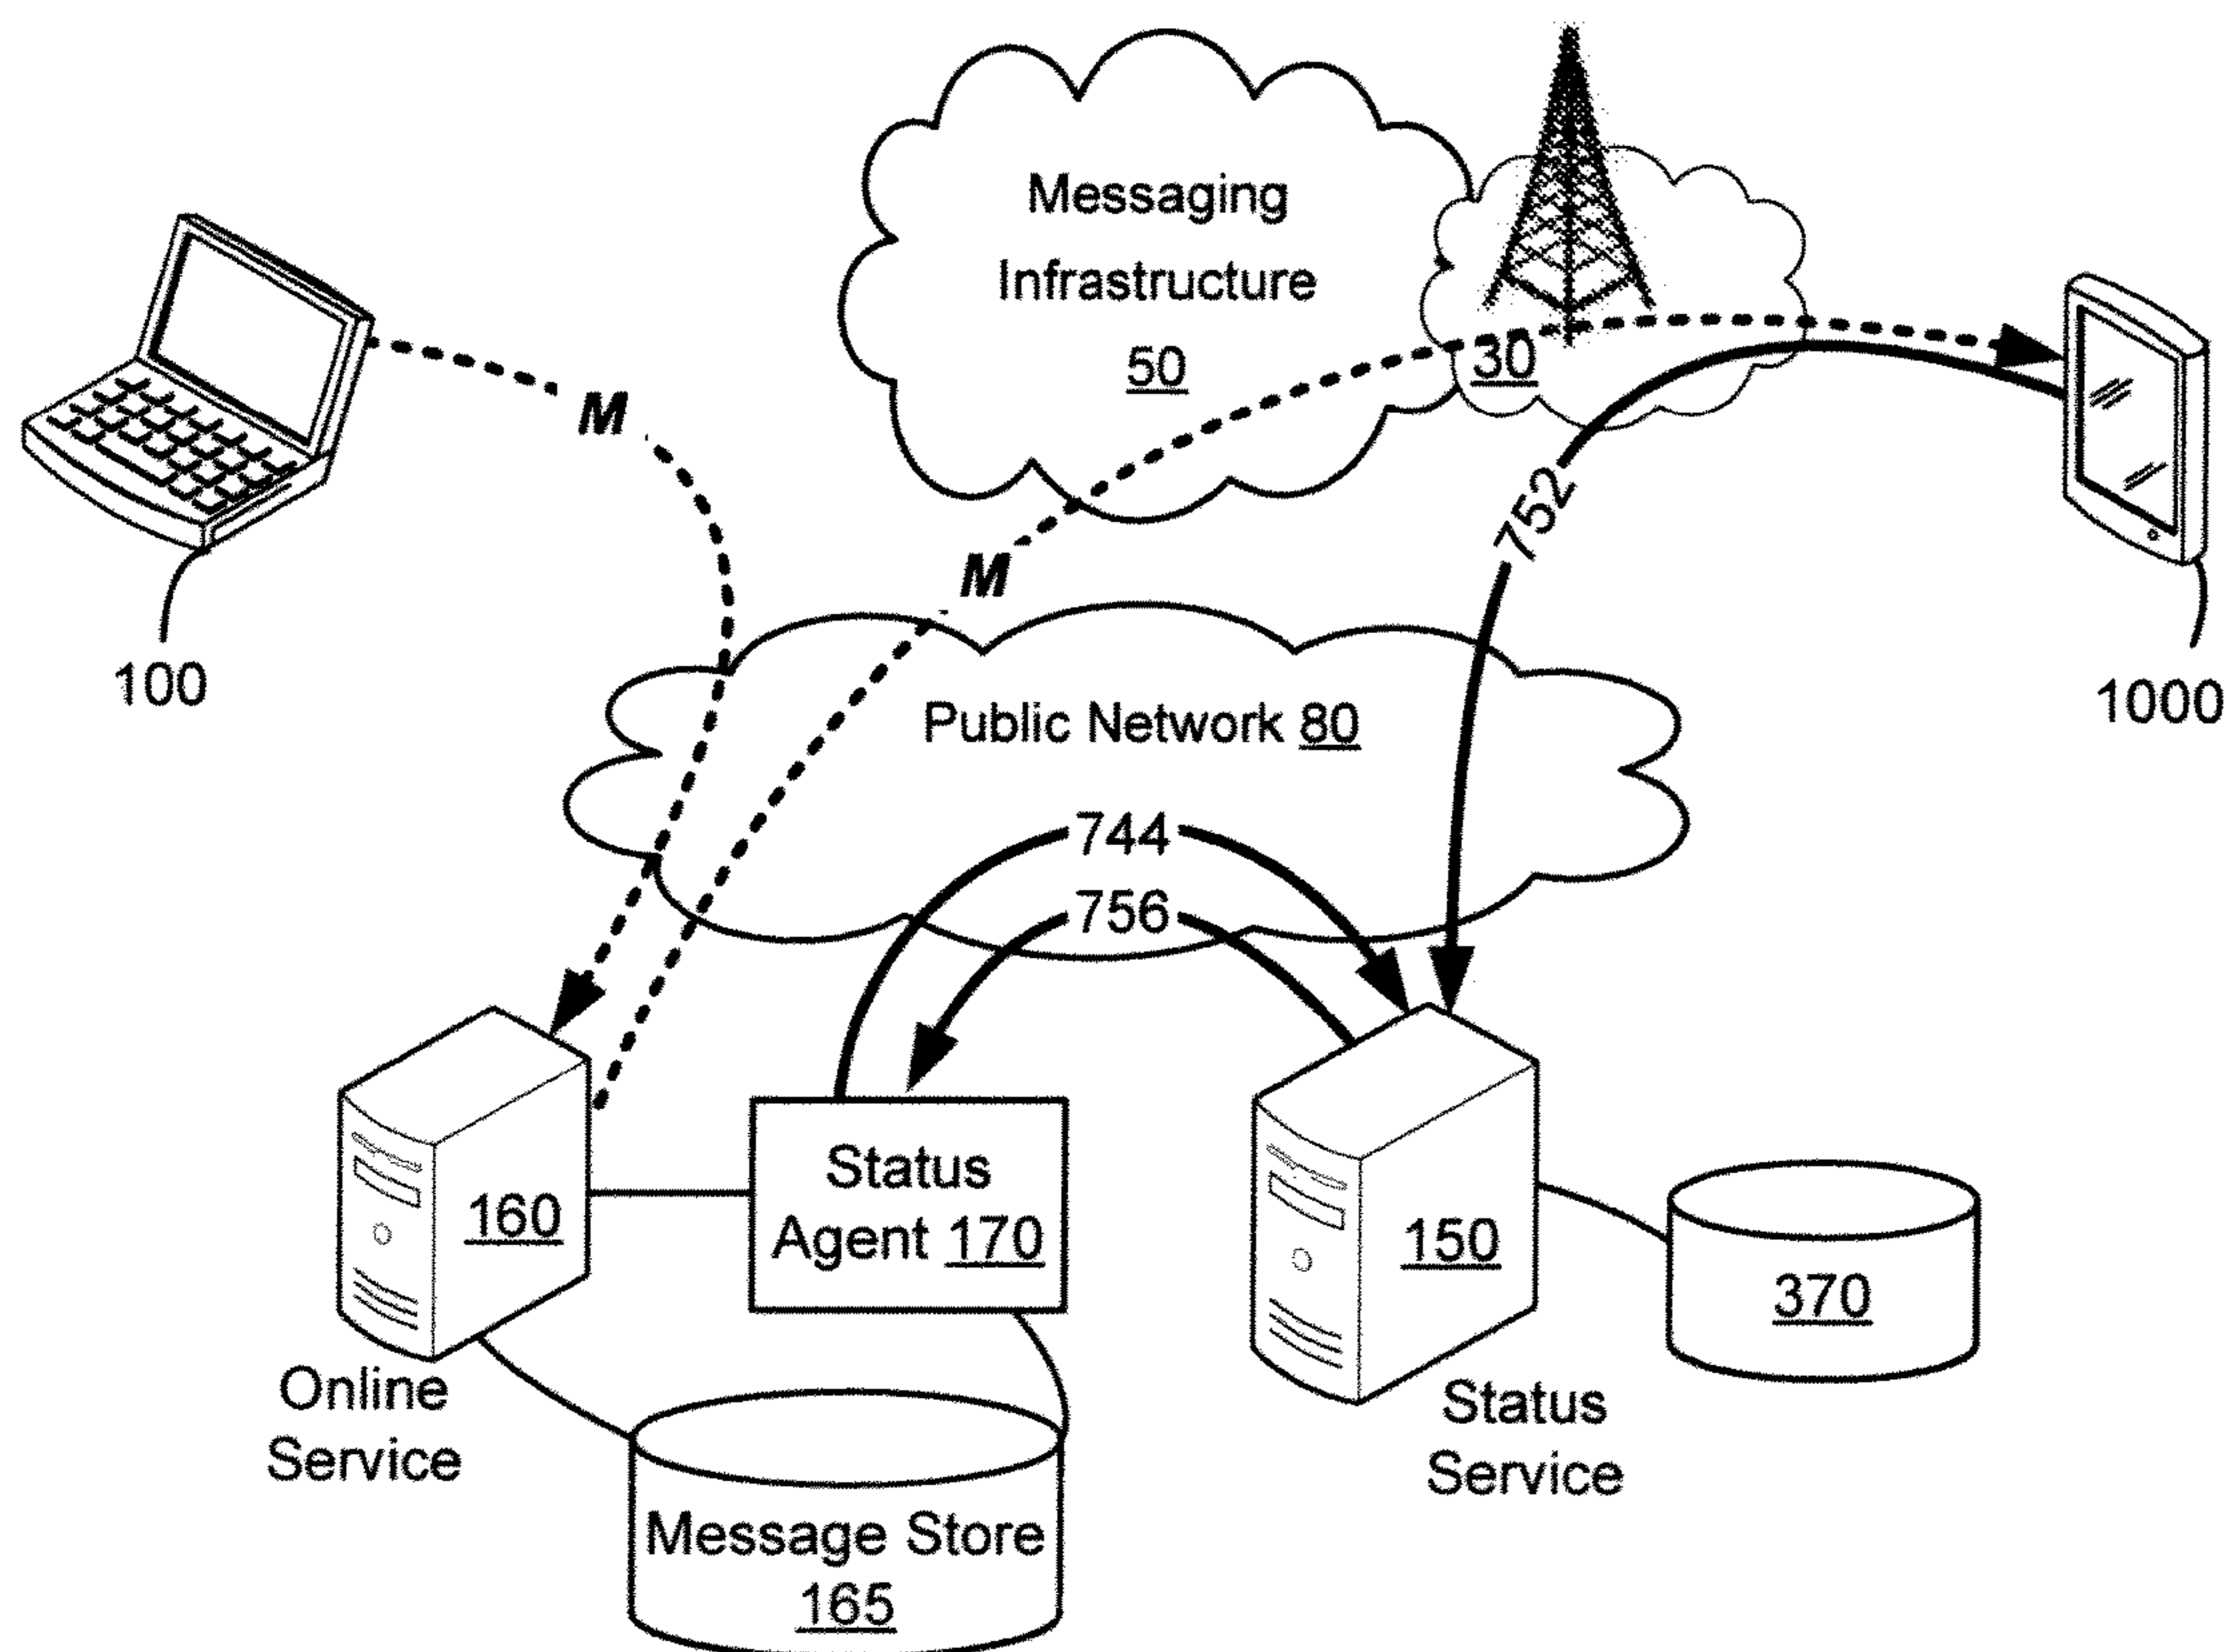 Messaging
Infrastructure
50
30
M
M
752
100
1000
Public Network 80
744
756
160
Status
Agent 170
150
370
Online
Service
Status
Service
Message Store
165